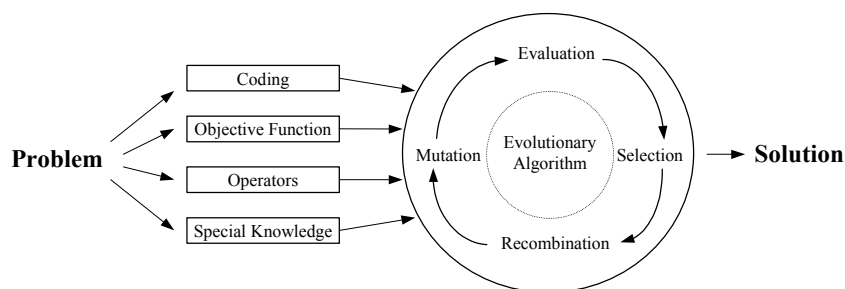 Problem
Coding
Objective Function
Operators
Special Knowledge
Evaluation
Mutation
Evolutionary
Algorithm
Selection
Recombination
Solution